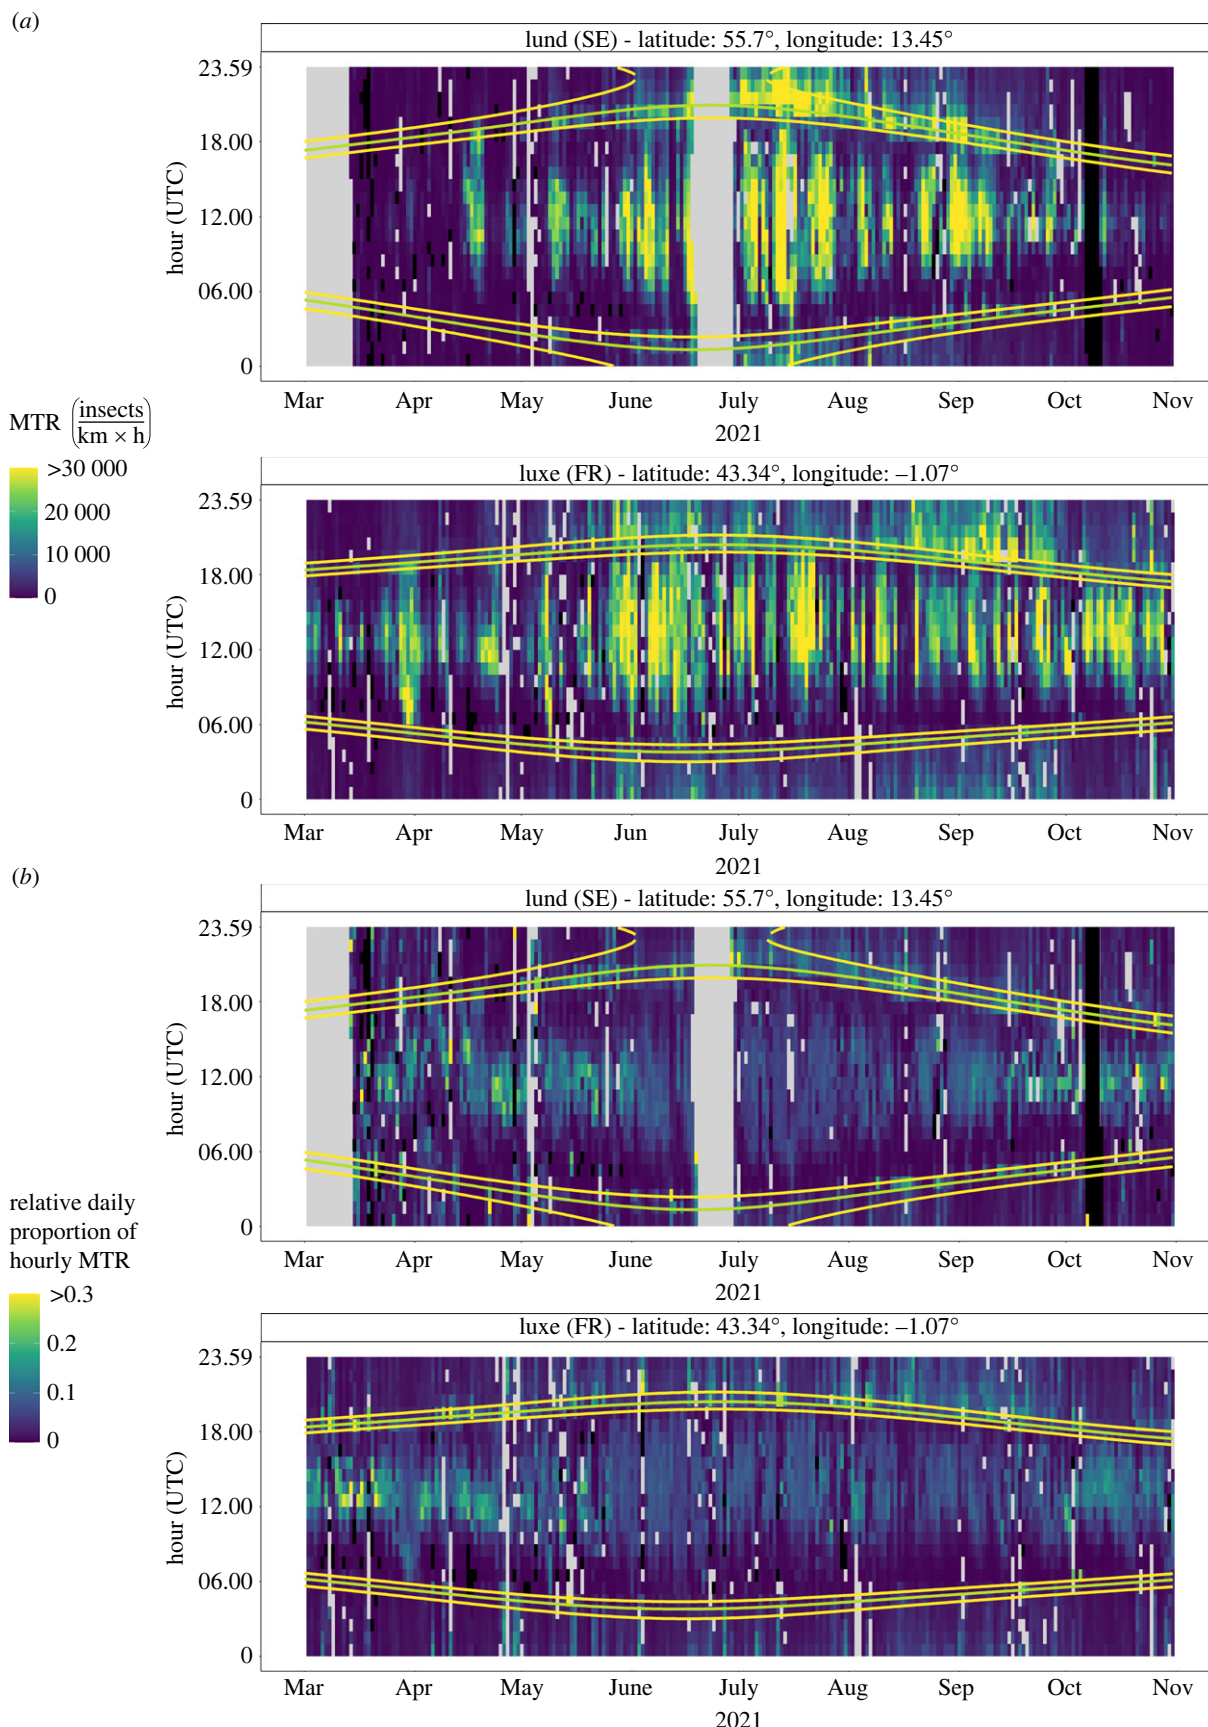 (a)
lund (SE) - latitude: 55.7°, longitude: 13.45°
23.59
18.00
12.00
06.00
0
hour (UTC)
Mar Apr May June July Aug Sep Oct Nov
2021
MTR (insects / km × h)
>30 000
20 000
10 000
0
luxe (FR) - latitude: 43.34°, longitude: –1.07°
23.59
18.00
12.00
06.00
0
hour (UTC)
Mar Apr May Jun July Aug Sep Oct Nov
2021
(b)
lund (SE) - latitude: 55.7°, longitude: 13.45°
23.59
18.00
12.00
06.00
0
hour (UTC)
Mar Apr May June July Aug Sep Oct Nov
2021
relative daily
proportion of
hourly MTR
>0.3
0.2
0.1
0
luxe (FR) - latitude: 43.34°, longitude: –1.07°
23.59
18.00
12.00
06.00
0
hour (UTC)
Mar Apr May June July Aug Sep Oct Nov
2021